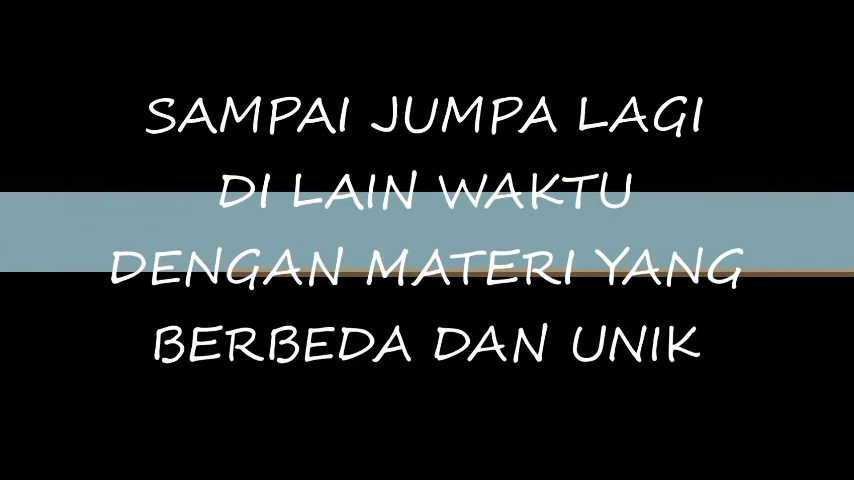 SAMPAI JUMPA LAGI
DI LAIN WAKTU
DENGAN MATERI YANG
BERBEDA DAN UNIK